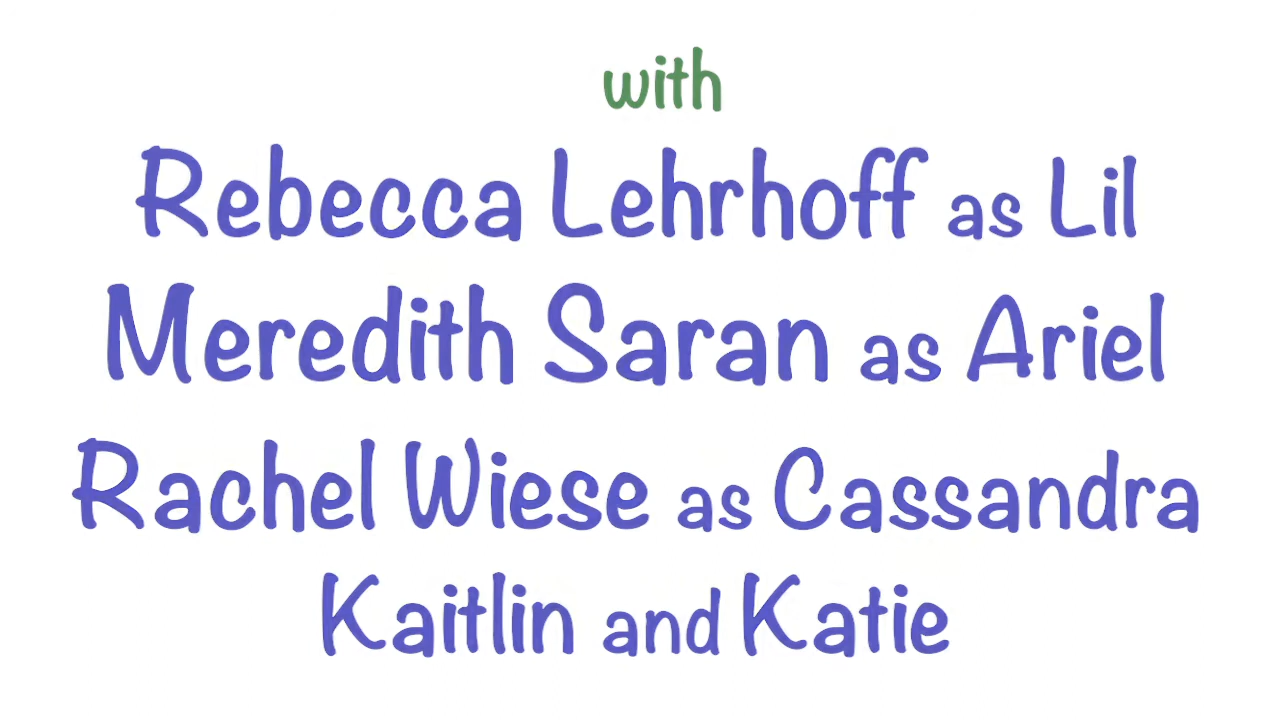 with
Rebecca Lehrhoff as Lil
Meredith Saran as Ariel
Rachel Wiese as Cassandra
Kaitlin and Katie